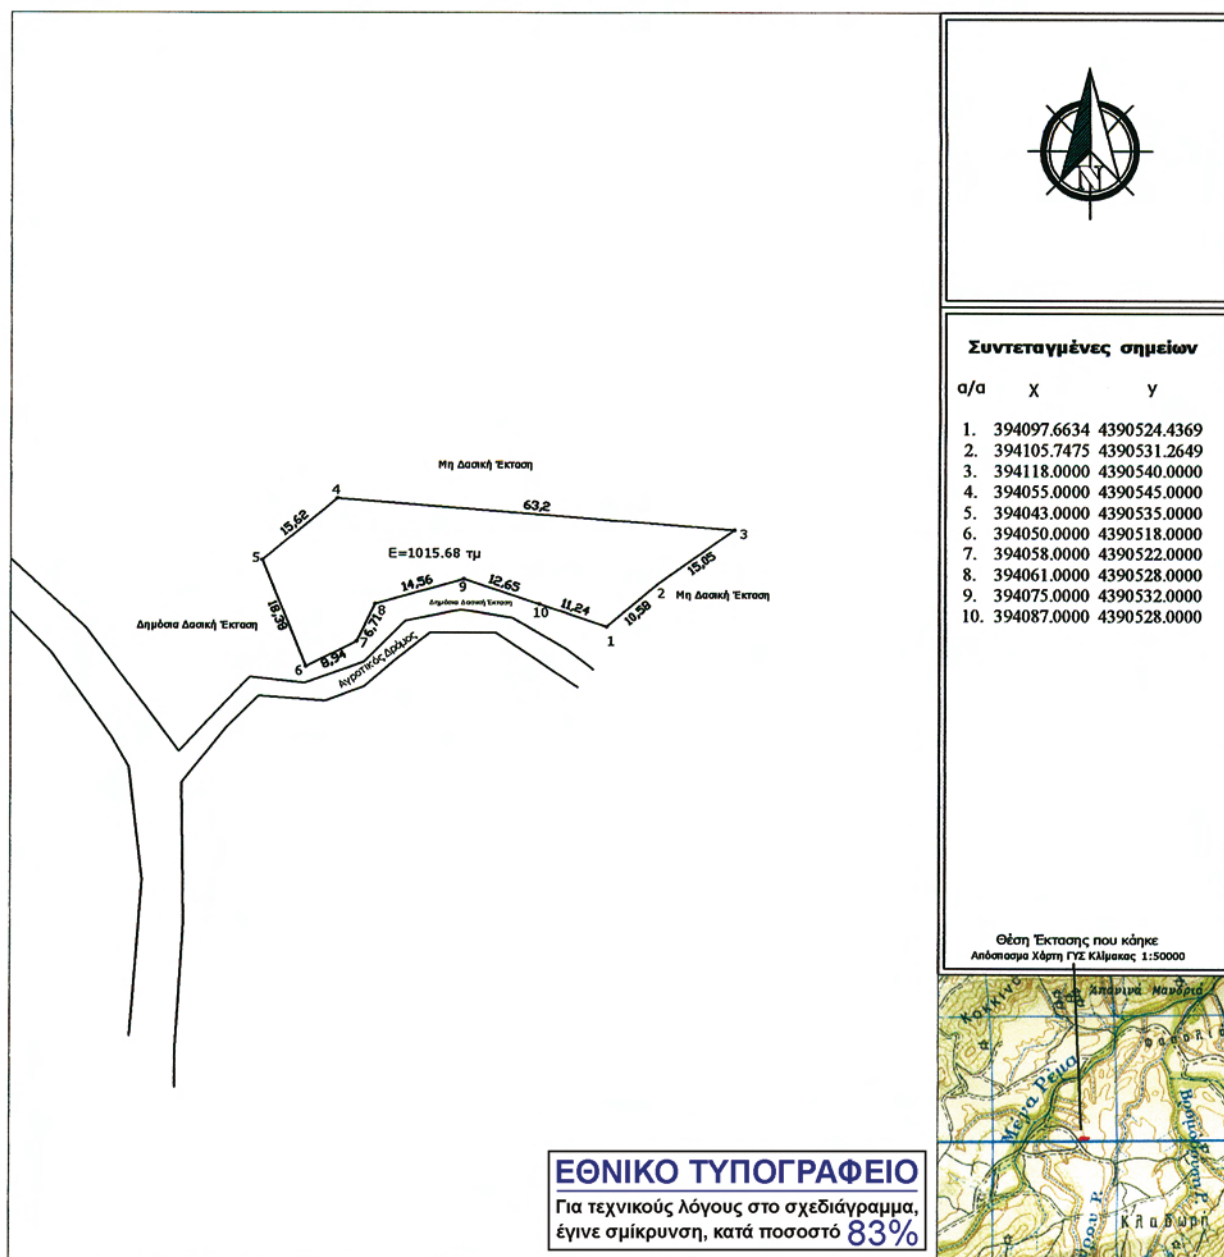 N
Συντεταγμένες σημείων
α/α χ y
1. 394097.6634 4390524.4369
2. 394105.7475 4390531.2649
3. 394118.0000 4390540.0000
4. 394055.0000 4390545.0000
5. 394043.0000 4390535.0000
6. 394050.0000 4390518.0000
7. 394058.0000 4390522.0000
8. 394061.0000 4390528.0000
9. 394075.0000 4390532.0000
10. 394087.0000 4390528.0000
Μη Δασική Έκταση
4
63,2
3
15,62
5
E=1015.68 τμ
15,05
14,56
9
12,65
2
Μη Δασική Έκταση
8
Δημόσια Δασική Έκταση
10
11,24
10,58
1
18,38
Δημόσια Δασική Έκταση
6,71
7
8,94
6
Αγροτικός Δρόμος
Θέση Έκτασης που κάηκε
Απόσπασμα Χάρτη ΓΥΣ Κλίμακας 1:50000
Κοκκινο
Απανινά Μανδριά
φασολια
Μέγα Ρέμα
Κλαδωρή
ΕΘΝΙΚΟ ΤΥΠΟΓΡΑΦΕΙΟ
Για τεχνικούς λόγους στο σχεδιάγραμμα,
έγινε σμίκρυνση, κατά ποσοστό 83%